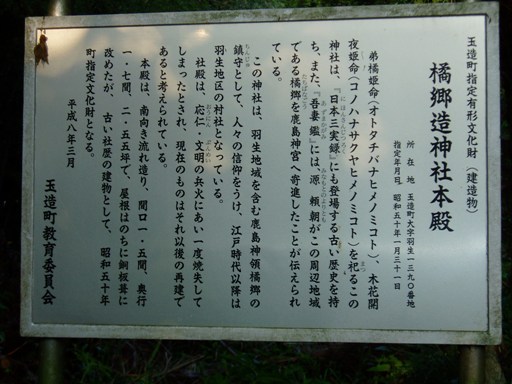 玉造町指定有形文化財(建造物)
橘郷造神社本殿
所在地 玉造町大字羽生一三九〇番地
指定年月日 昭和五十年一月三十一日
弟橘姫命(オトタチバナヒメノミコト)、木花開
夜姫命(コノハナサクヤヒメノミコト)を祀るこの
神社は、『日本三実録』にも登場する古い歴史を持
ち、また、『吾妻鑑』には源頼朝がこの周辺地域
である橘郷を鹿島神宮へ寄進したことが伝えられ
ている。
この神社は、羽生地域を含む鹿島神領橘郷の
鎮守として、人々の信仰をうけ、江戸時代以降は
羽生地区の村社となっている。
社殿は、応仁・文明の兵火にあい一度焼失して
しまったとされ、現在のものはそれ以後の再建で
あると考えられている。
本殿は、南向き流れ造り、間口一・五間、奥行
一・七間、二・五五坪で、屋根はのちに銅板葺に
改めたが、古い社歴の建物として、昭和五十年
町指定文化財となる。
平成八年三月
玉造町教育委員会